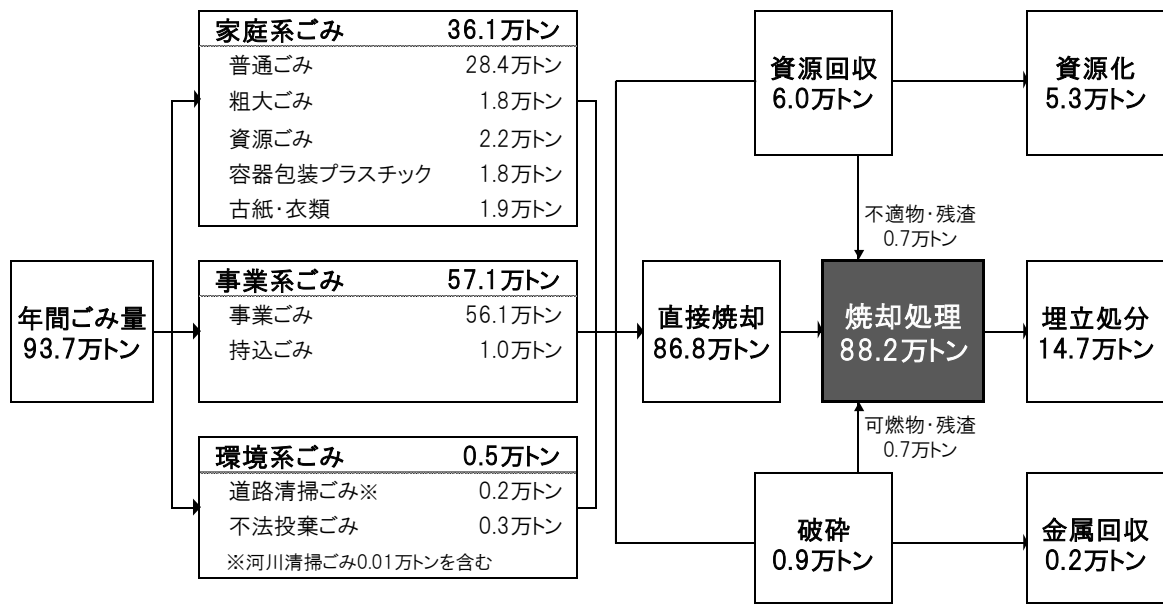 年間ごみ量
93.7万トン
家庭系ごみ 36.1万トン
普通ごみ 28.4万トン
粗大ごみ 1.8万トン
資源ごみ 2.2万トン
容器包装プラスチック 1.8万トン
古紙・衣類 1.9万トン
事業系ごみ 57.1万トン
事業ごみ 56.1万トン
持込ごみ 1.0万トン
環境系ごみ 0.5万トン
道路清掃ごみ※ 0.2万トン
不法投棄ごみ 0.3万トン
※河川清掃ごみ0.01万トンを含む
資源回収
6.0万トン
資源化
5.3万トン
不適物・残渣
0.7万トン
直接焼却
86.8万トン
焼却処理
88.2万トン
埋立処分
14.7万トン
可燃物・残渣
0.7万トン
破砕
0.9万トン
金属回収
0.2万トン